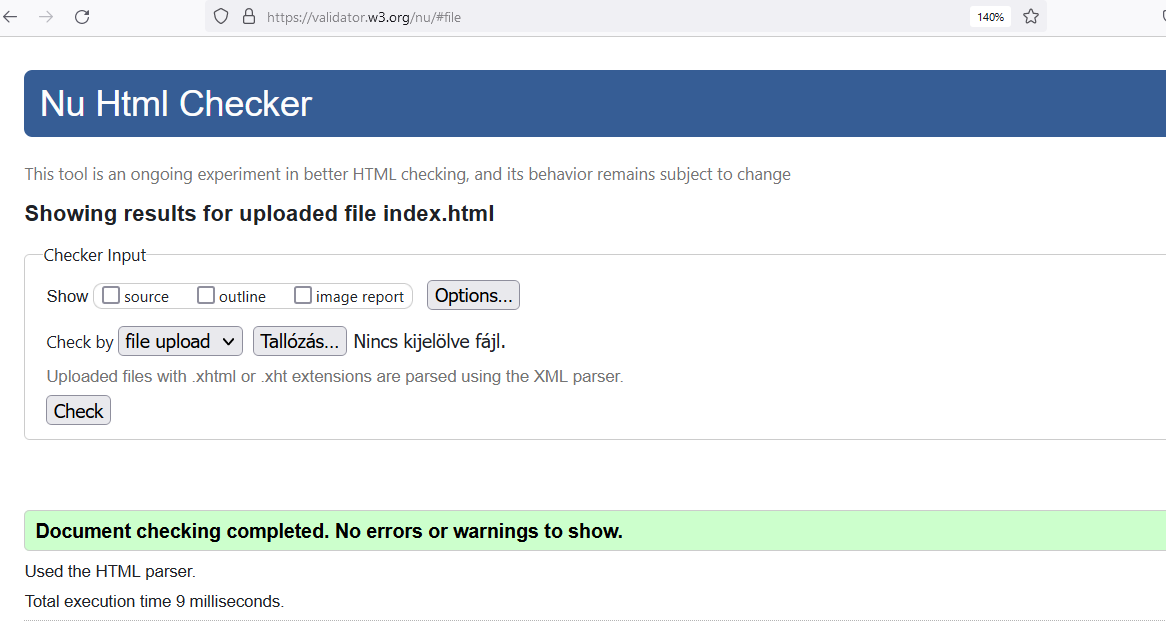 https://validator.w3.org/nu/#file 140%
Nu Html Checker
This tool is an ongoing experiment in better HTML checking, and its behavior remains subject to change
Showing results for uploaded file index.html
Checker Input
Show source outline image report Options...
Check by file upload Tallózás... Nincs kijelölve fájl.
Uploaded files with .xhtml or .xht extensions are parsed using the XML parser.
Check
Document checking completed. No errors or warnings to show.
Used the HTML parser.
Total execution time 9 milliseconds.